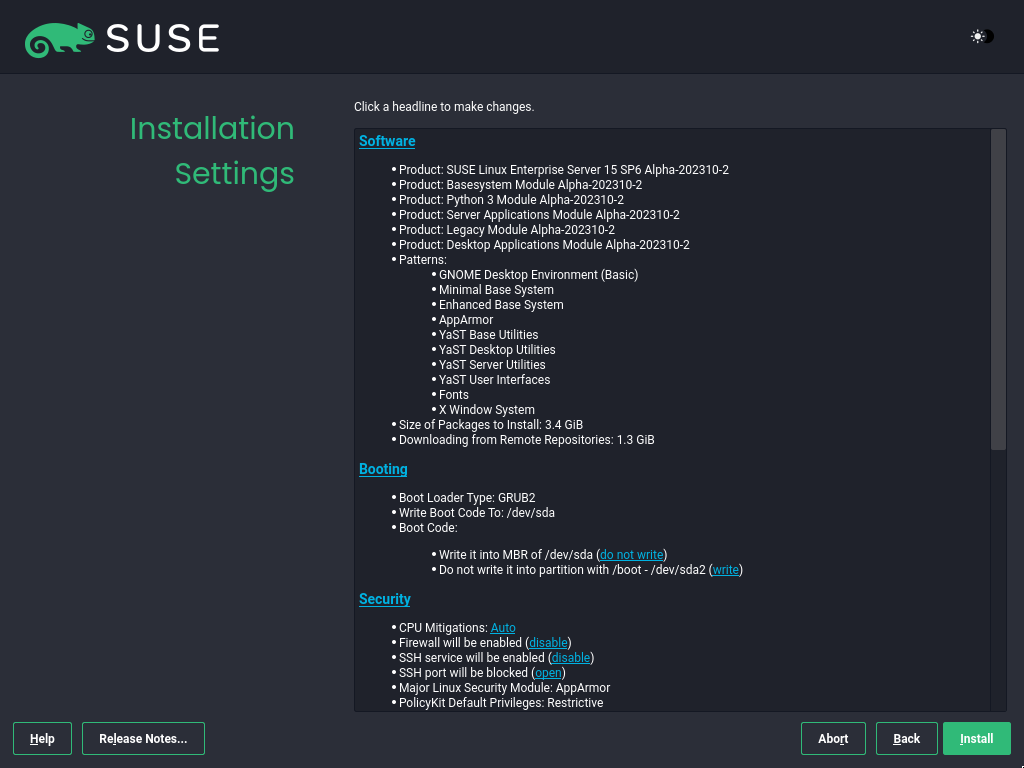 SUSE
Installation
Settings
Click a headline to make changes.
Software
• Product: SUSE Linux Enterprise Server 15 SP6 Alpha-202310-2
• Product: Basesystem Module Alpha-202310-2
• Product: Python 3 Module Alpha-202310-2
• Product: Server Applications Module Alpha-202310-2
• Product: Legacy Module Alpha-202310-2
• Product: Desktop Applications Module Alpha-202310-2
• Patterns:
• GNOME Desktop Environment (Basic)
• Minimal Base System
• Enhanced Base System
• AppArmor
• YaST Base Utilities
• YaST Desktop Utilities
• YaST Server Utilities
• YaST User Interfaces
• Fonts
• X Window System
• Size of Packages to Install: 3.4 GiB
• Downloading from Remote Repositories: 1.3 GiB
Booting
• Boot Loader Type: GRUB2
• Write Boot Code To: /dev/sda
• Boot Code:
• Write it into MBR of /dev/sda (do not write)
• Do not write it into partition with /boot - /dev/sda2 (write)
Security
• CPU Mitigations: Auto
• Firewall will be enabled (disable)
• SSH service will be enabled (disable)
• SSH port will be blocked (open)
• Major Linux Security Module: AppArmor
• PolicyKit Default Privileges: Restrictive
Help
Release Notes...
Abort
Back
Install